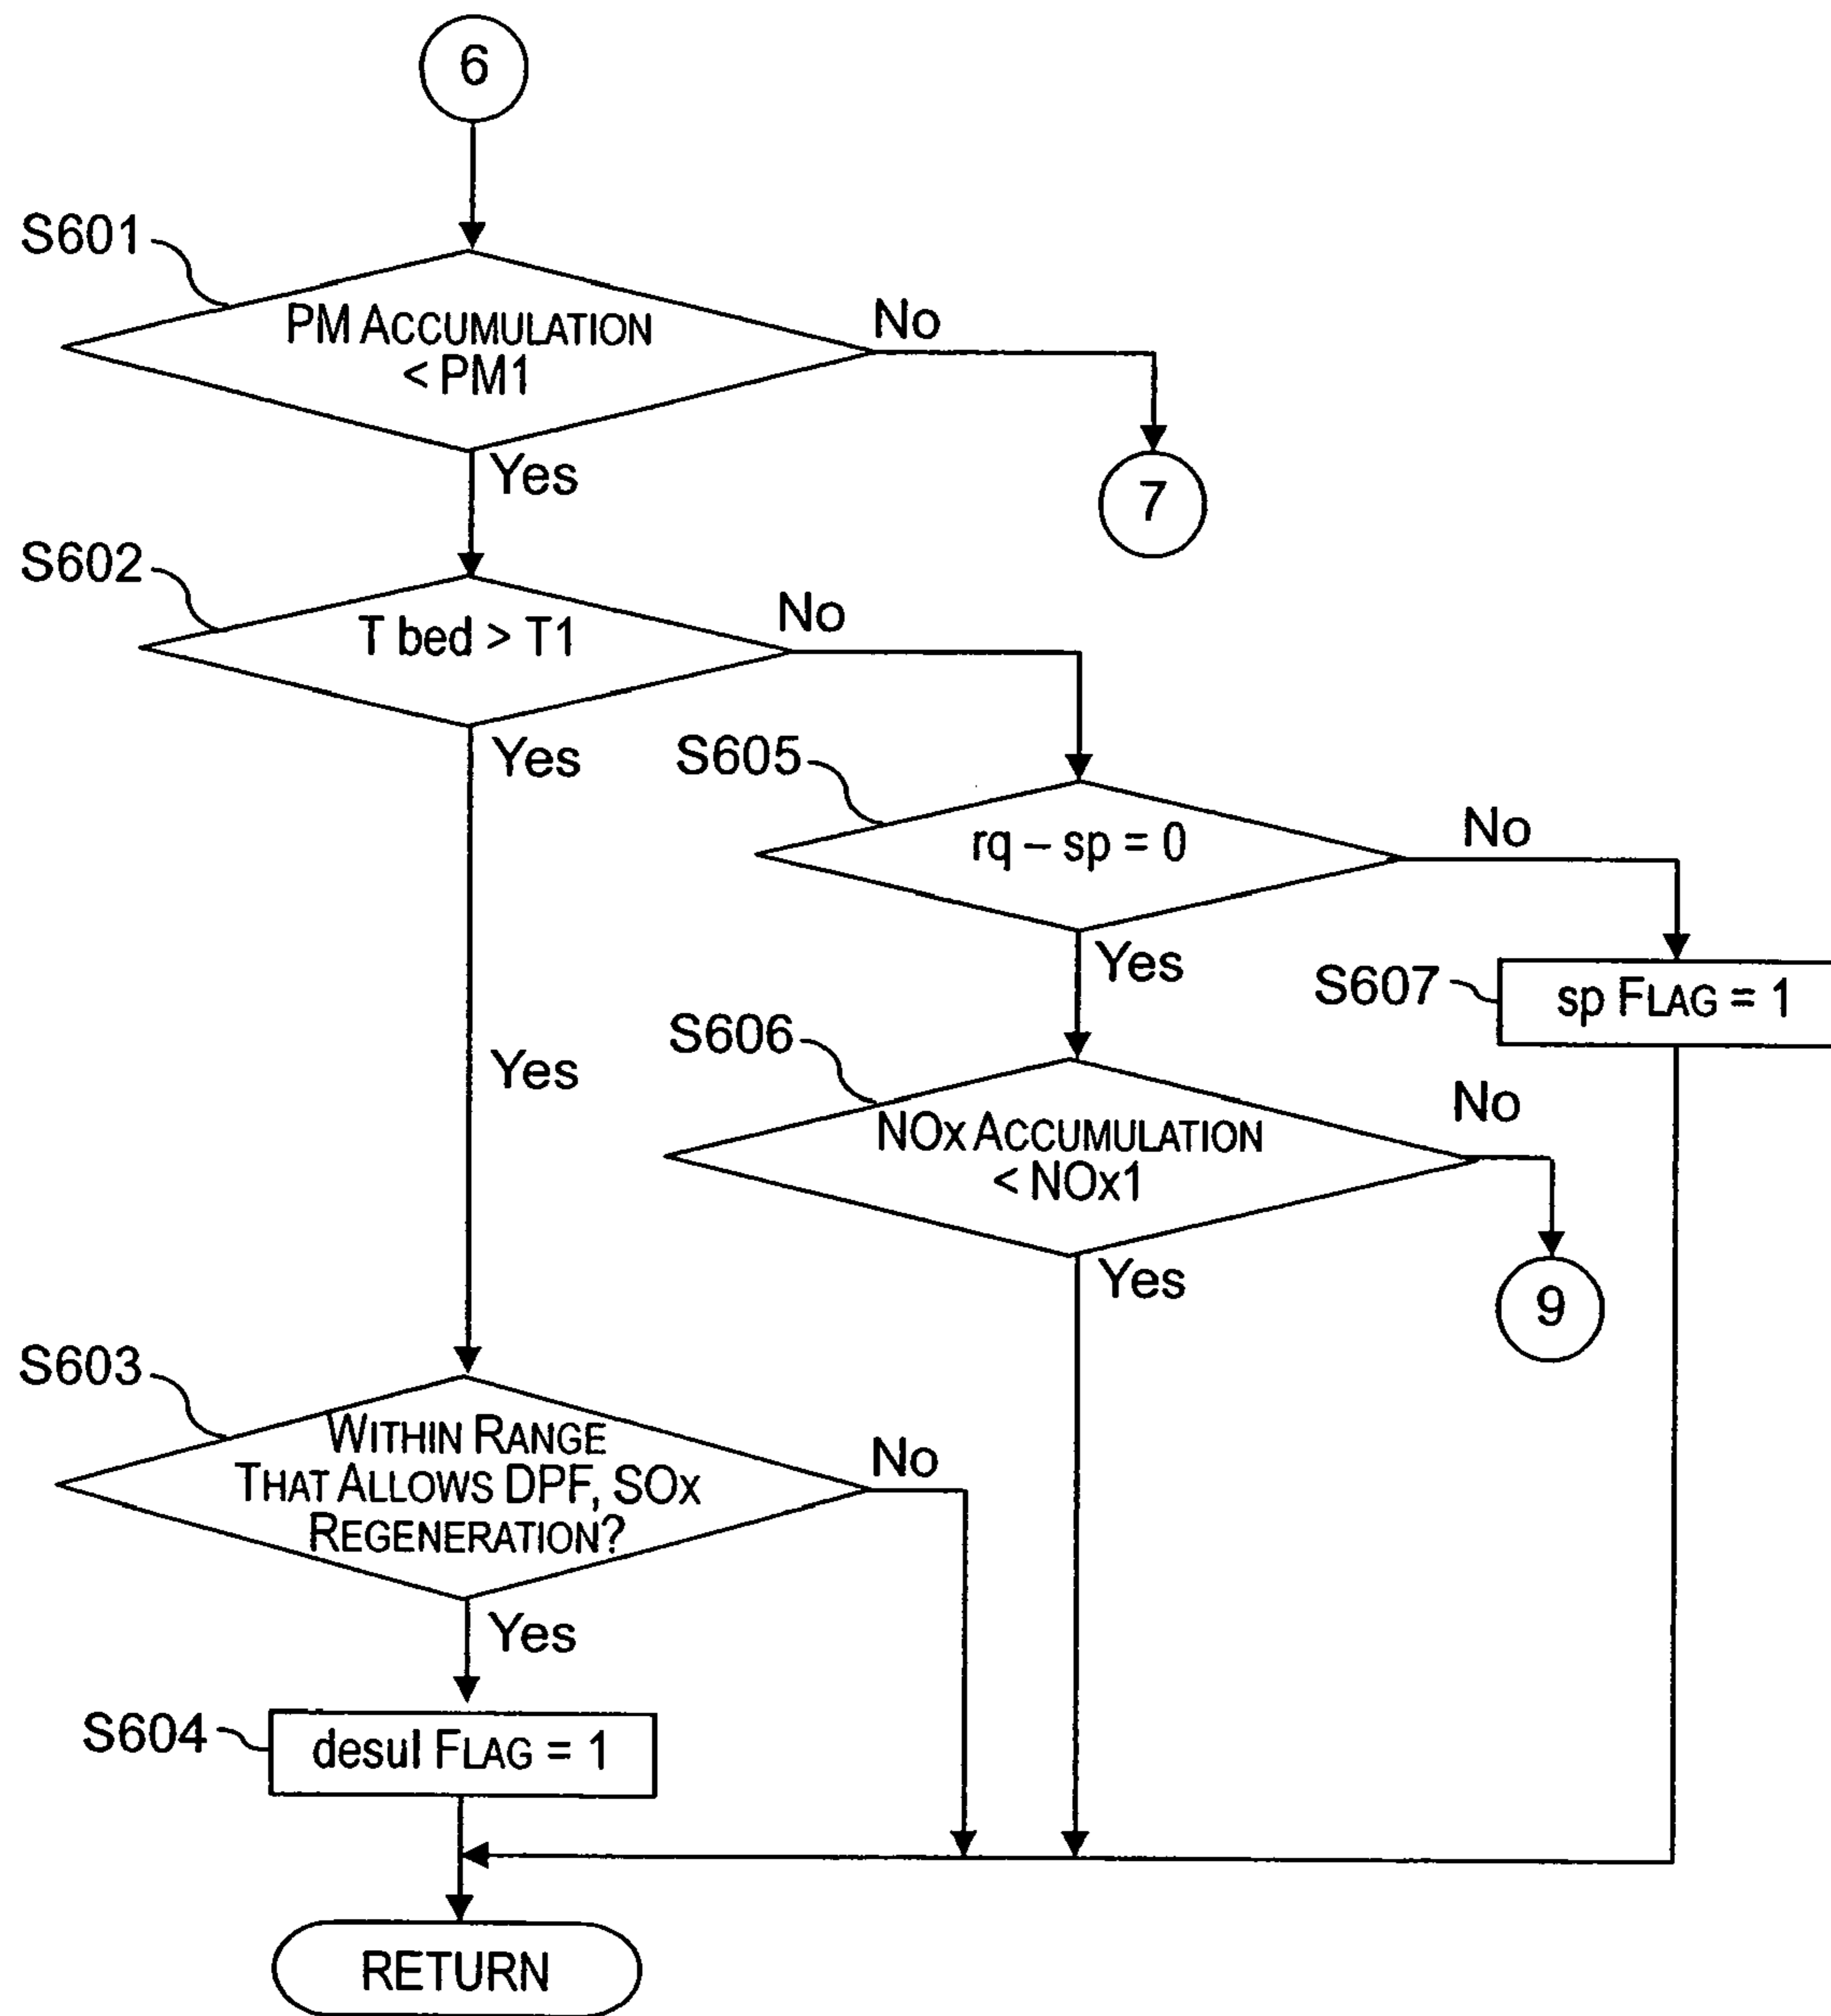 6
S601
PM ACCUMULATION
< PM1
No
Yes
7
S602
T bed > T1
No
Yes
S605
rq – sp = 0
No
Yes
S607
sp FLAG = 1
S606
Yes
NOx ACCUMULATION
< NOx1
No
Yes
9
S603
WITHIN RANGE
THAT ALLOWS DPF, SOx
REGENERATION?
No
Yes
S604
desul FLAG = 1
RETURN